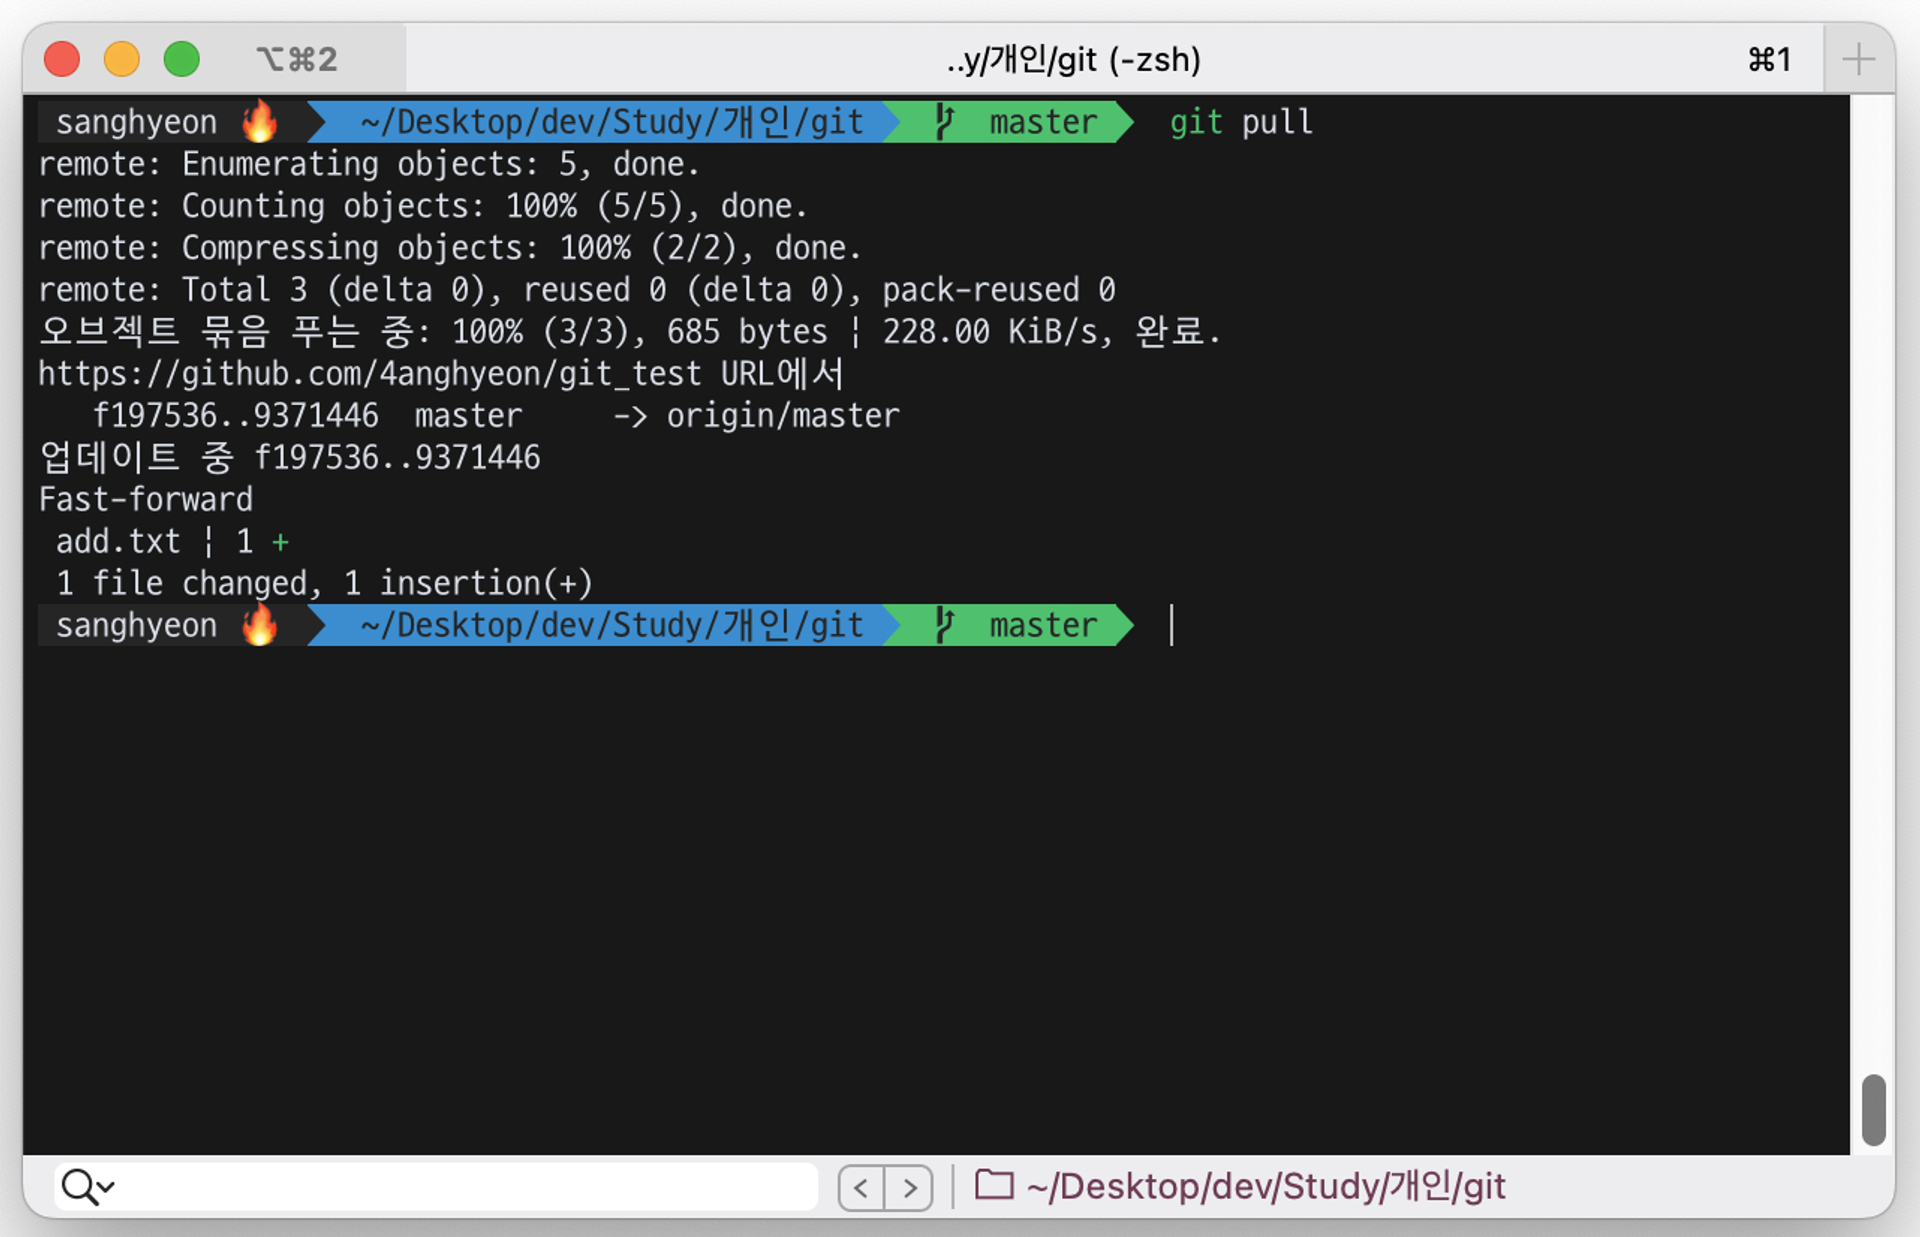 ⌥⌘2 ..y/개인/git (-zsh) ⌘1
sanghyeon 🔥 ~/Desktop/dev/Study/개인/git master git pull
remote: Enumerating objects: 5, done.
remote: Counting objects: 100% (5/5), done.
remote: Compressing objects: 100% (2/2), done.
remote: Total 3 (delta 0), reused 0 (delta 0), pack-reused 0
오브젝트 묶음 푸는 중: 100% (3/3), 685 bytes | 228.00 KiB/s, 완료.
https://github.com/4anghyeon/git_test URL에서
   f197536..9371446  master     -> origin/master
업데이트 중 f197536..9371446
Fast-forward
 add.txt | 1 +
 1 file changed, 1 insertion(+)
sanghyeon 🔥 ~/Desktop/dev/Study/개인/git master
~/Desktop/dev/Study/개인/git